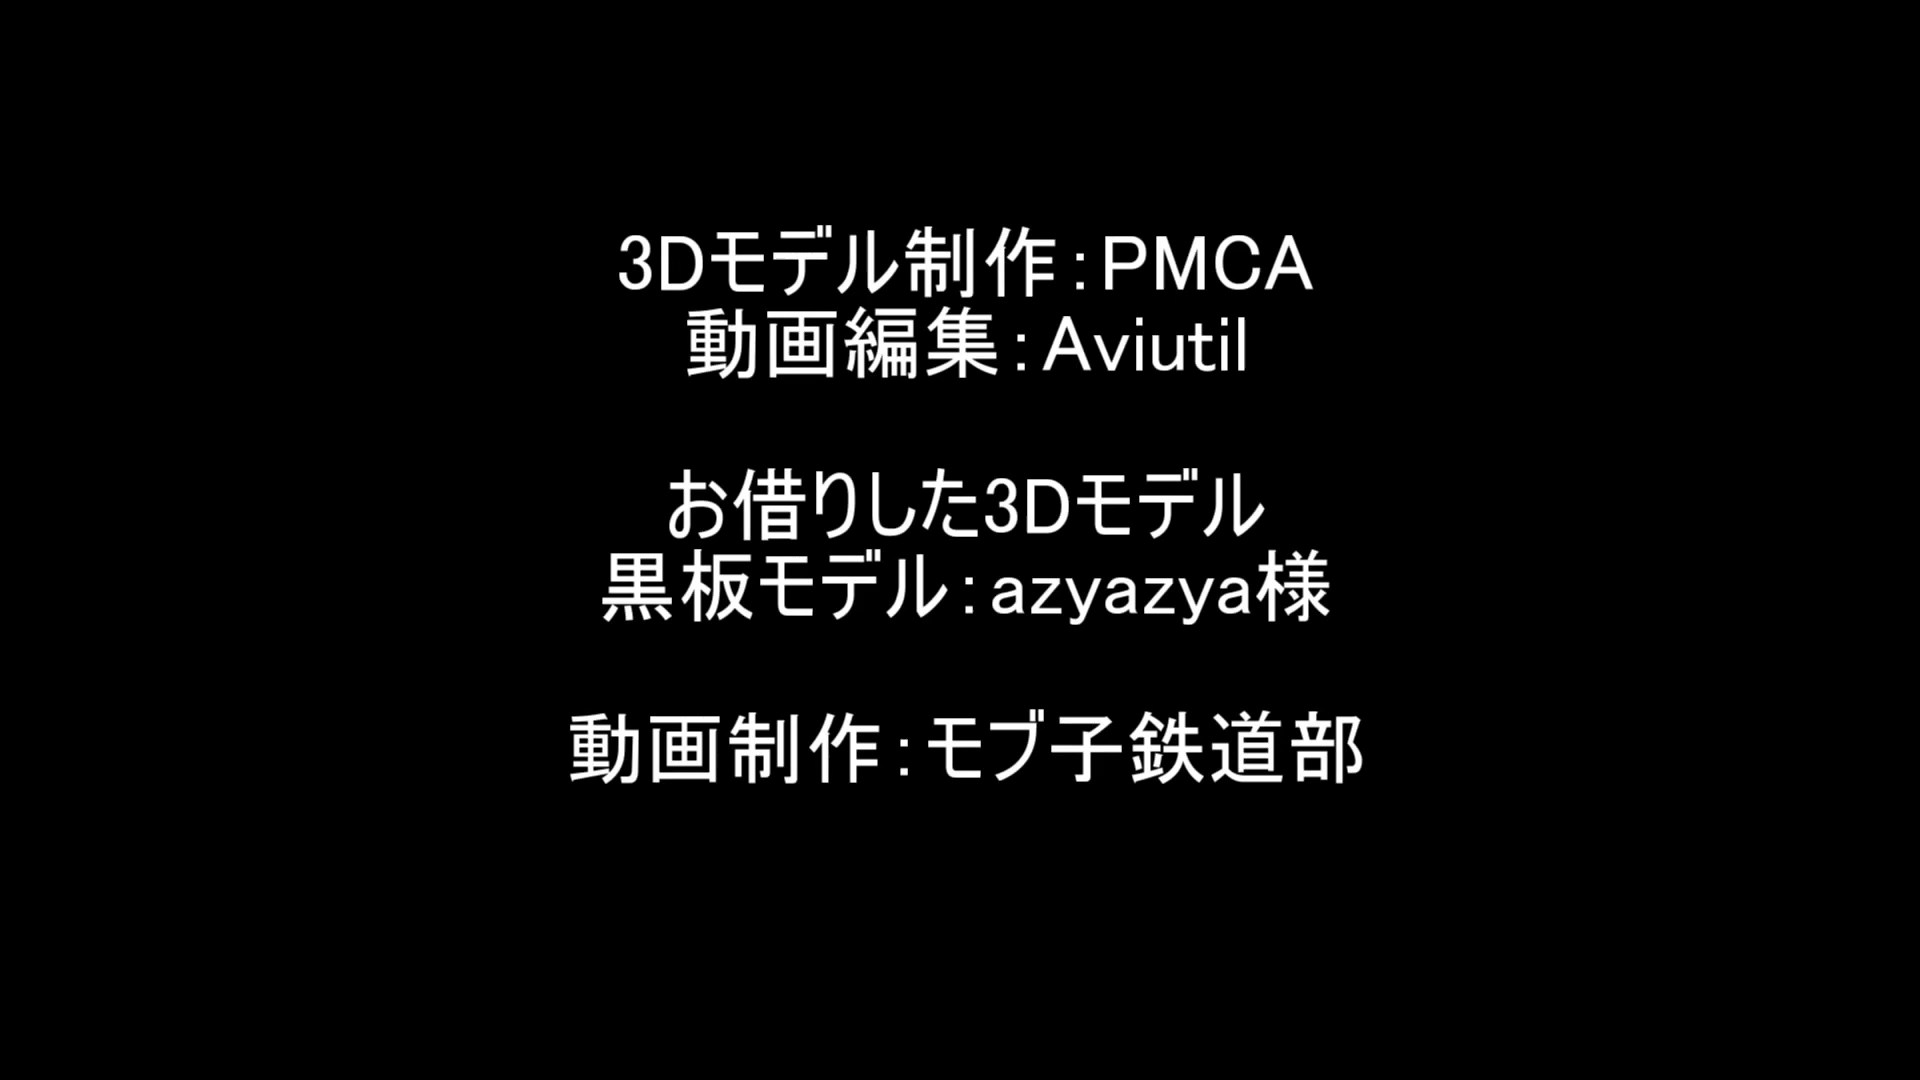 3Dモデル制作：PMCA
動画編集：Aviutil
お借りした3Dモデル
黒板モデル：azyazya様
動画制作：モブ子鉄道部